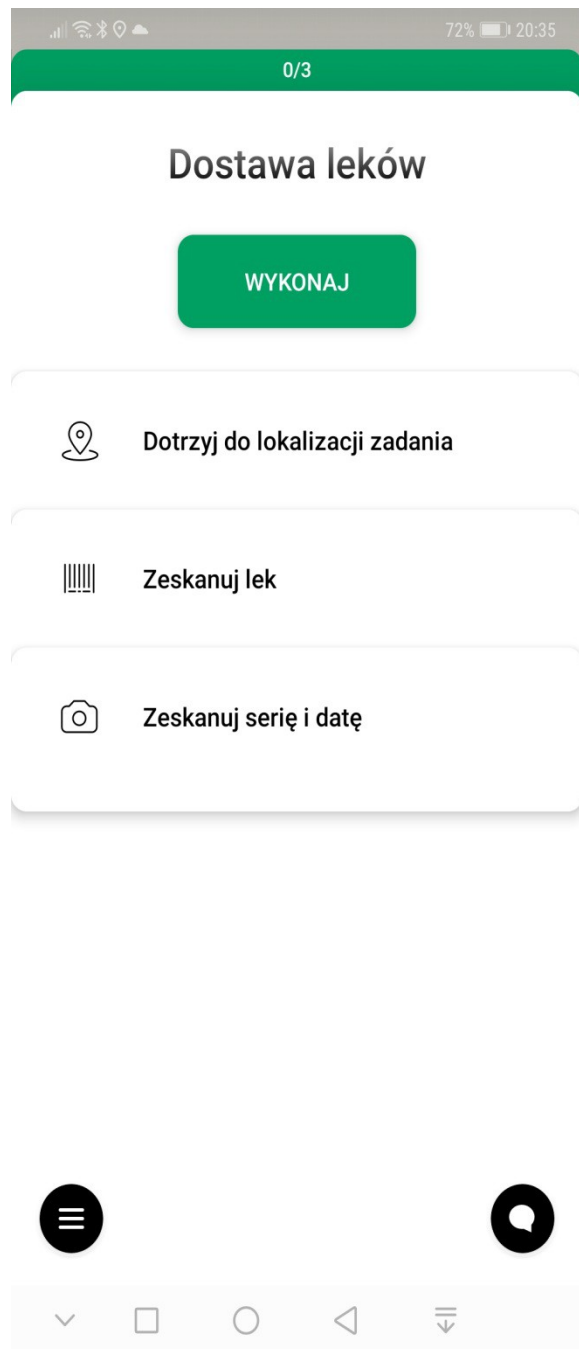 72% 20:35
0/3
Dostawa leków
WYKONAJ
Dotrzyj do lokalizacji zadania
Zeskanuj lek
Zeskanuj serię i datę